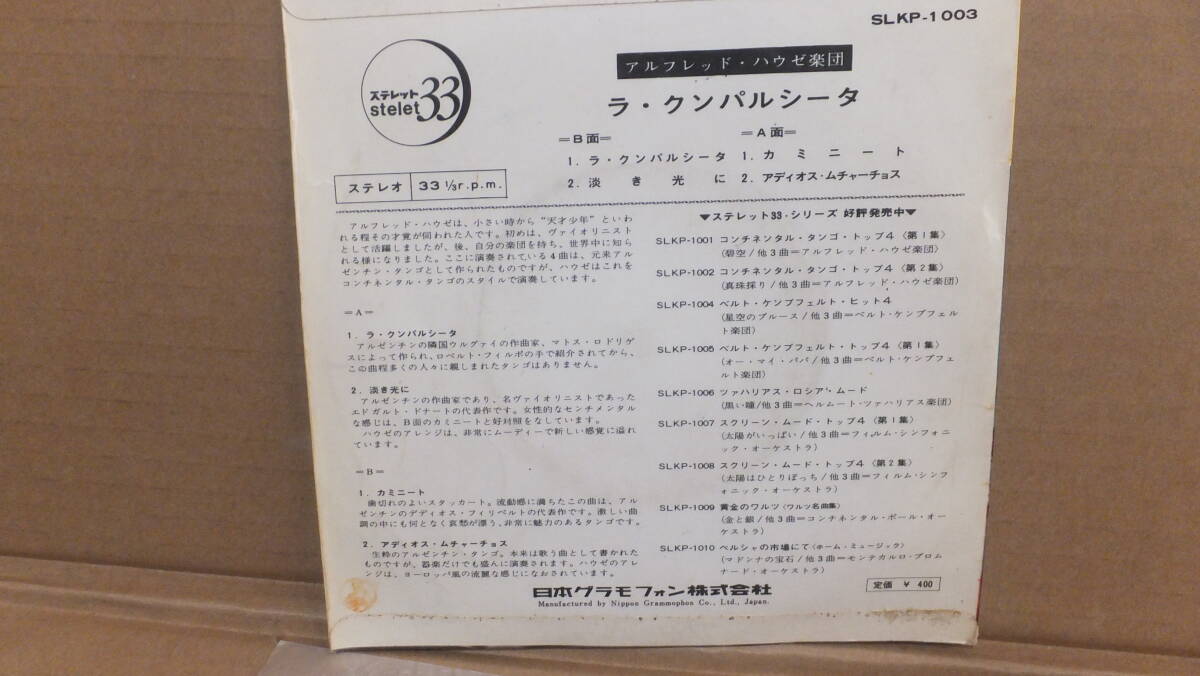 SLKP-1003
ステレット
stelet 33
アルフレッド・ハウゼ楽団
ラ・クンパルシータ
=B面= =A面=
1. ラ・クンパルシータ 1. カミニート
2. 淡き光に 2. アディオス・ムチャーチョス
ステレオ 33 1/3 r.p.m.
アルフレッド・ハウゼは、小さい時から“天才少年”といわ
れる程その才覚が伺われた人です。初めは、ヴァイオリニスト
として活躍しましたが、後、自分の楽団を持ち、世界中に知ら
れる様になりました。ここに演奏されている4曲は、元来アル
ゼンチン・タンゴとして作られたものですが、ハウゼはこれを
コンチネンタル・タンゴのスタイルで演奏しています。
=A=
1. ラ・クンパルシータ
アルゼンチンの隣国ウルグァイの作曲家、マトス・ロドリゲ
スによって作られ、ロベルト・フィルポの手で紹介されてから、
この曲程多くの人々に親しまれたタンゴはありません。
2. 淡き光に
アルゼンチンの作曲家であり、名ヴァイオリニストであった
エドガルト・ドナートの代表作です。女性的なセンチメンタル
な感じは、B面のカミニートと好対照をなしています。
ハウゼのアレンジは、非常にムーディーで新しい感覚に溢れ
ています。
=B=
1. カミニート
歯切れのよいスタッカート。流動感に満ちたこの曲は、アル
ゼンチンのデディオス・フィリベルトの代表作です。激しい曲
調の中にも何となく哀愁が漂う、非常に魅力のあるタンゴです。
2. アディオス・ムチャーチョス
生粋のアルゼンチン・タンゴ。本来は歌う曲として書かれた
ものですが、器楽だけでも盛んに演奏されます。ハウゼのアレ
ンジは、ヨーロッパ風の流麗な感じになおされています。
▼ステレット33・シリーズ 好評発売中▼
SLKP-1001 コンチネンタル・タンゴ・トップ4〈第1集〉
(碧空/他3曲=アルフレッド・ハウゼ楽団)
SLKP-1002 コンチネンタル・タンゴ・トップ4〈第2集〉
(真珠採り/他3曲=アルフレッド・ハウゼ楽団)
SLKP-1004 ベルト・ケンプフェルト・ヒット4
(星空のブルース/他3曲=ベルト・ケンプフェル
ト楽団)
SLKP-1005 ベルト・ケンプフェルト・トップ4〈第1集〉
(オー・マイ・パパ/他3曲=ベルト・ケンプフェ
ルト楽団)
SLKP-1006 ツァハリアス・ロシア・ムード
(黒い瞳/他3曲=ヘルムート・ツァハリアス楽団)
SLKP-1007 スクリーン・ムード・トップ4〈第1集〉
(太陽がいっぱい/他3曲=フィルム・シンフォニ
ック・オーケストラ)
SLKP-1008 スクリーン・ムード・トップ4〈第2集〉
(太陽はひとりぼっち/他3曲=フィルム・シンフ
ォニック・オーケストラ)
SLKP-1009 黄金のワルツ〈ワルツ名曲集〉
(金と銀/他3曲=コンチネンタル・ボール・オー
ケストラ)
SLKP-1010 ペルシャの市場にて〈ホーム・ミュージック〉
(マドンナの宝石/他3曲=モンテカルロ・プロム
ナード・オーケストラ)
日本グラモフォン株式会社
Manufactured by Nippon Grammophon Co., Ltd., Japan.
定価 ¥ 400